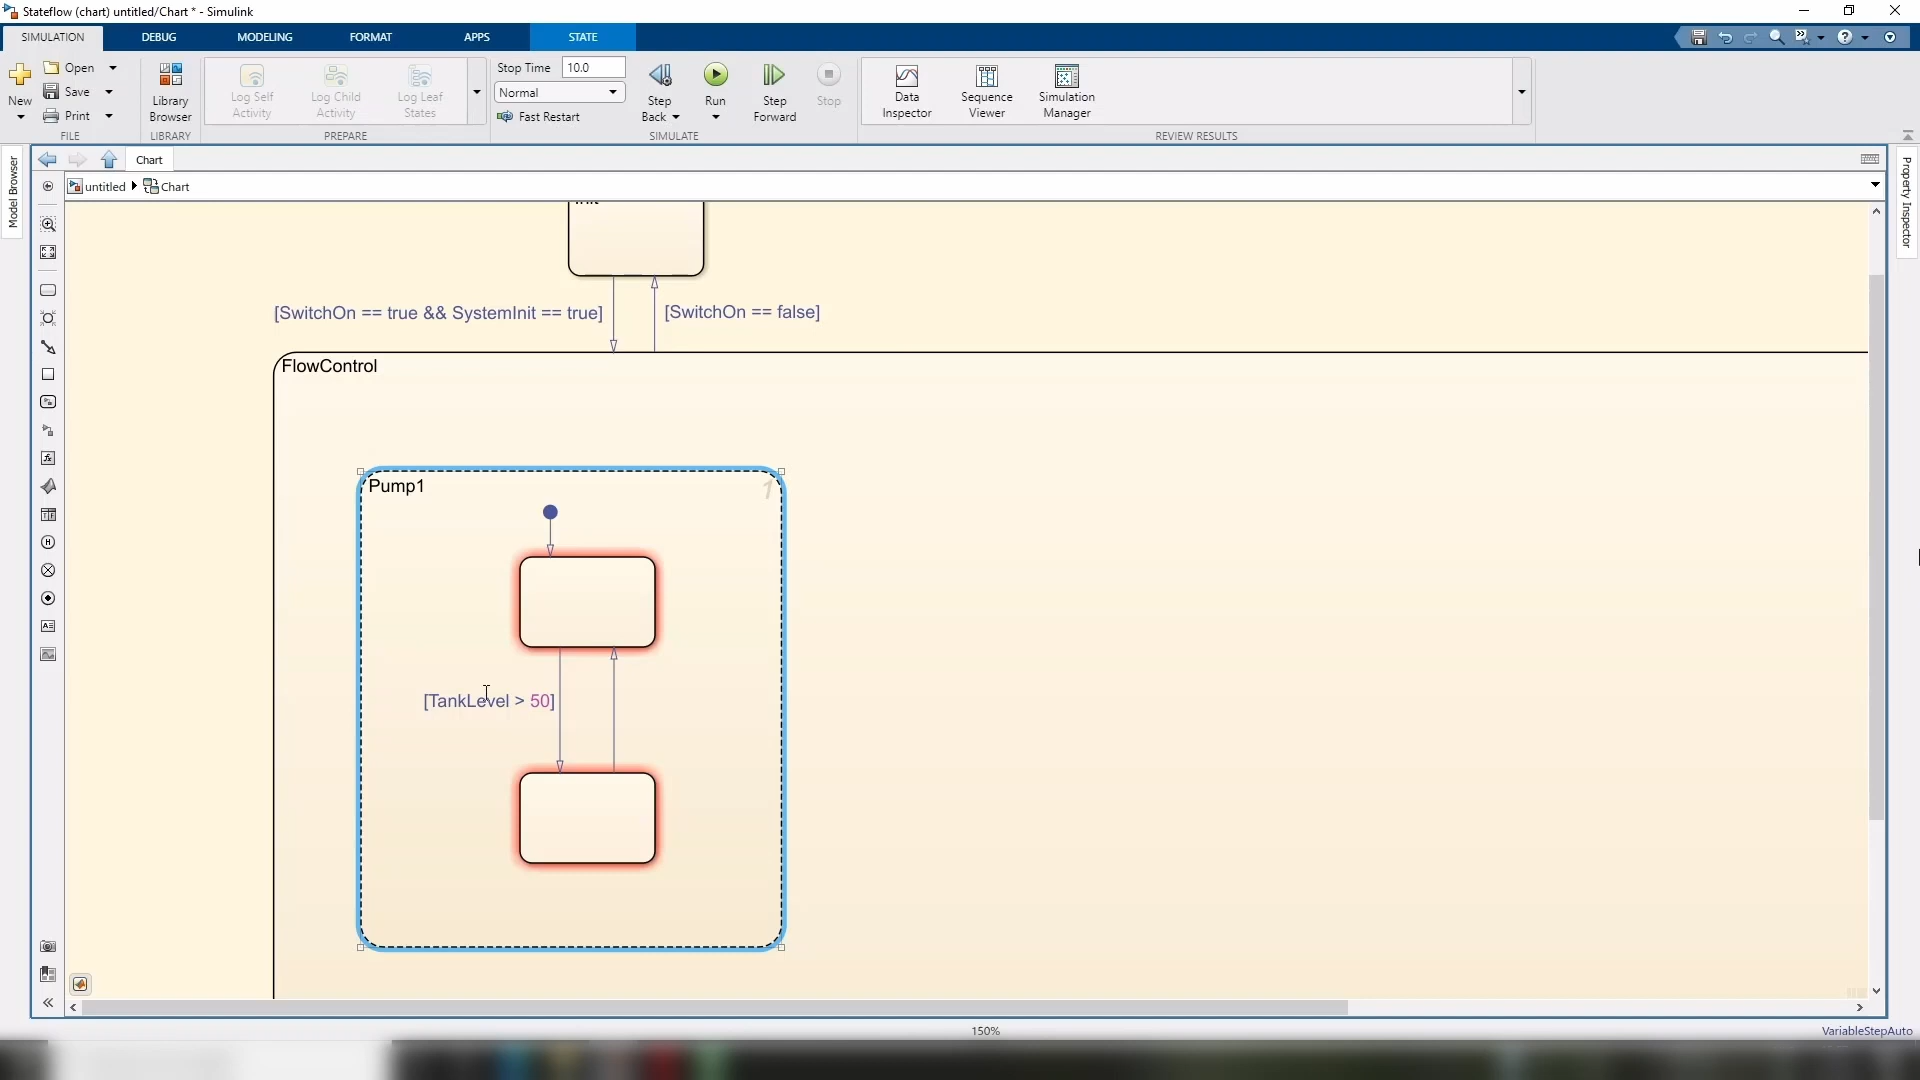 Stateflow (chart) untitled/Chart * - Simulink
SIMULATION DEBUG MODELING FORMAT APPS STATE
New
Open
Save
Print
FILE
Library Browser
LIBRARY
Log Self Activity
Log Child Activity
Log Leaf States
PREPARE
Stop Time 10.0
Normal
Fast Restart
Step Back
Run
Step Forward
Stop
SIMULATE
Data Inspector
Sequence Viewer
Simulation Manager
REVIEW RESULTS
Model Browser
Property Inspector
Chart
untitled Chart
[SwitchOn == true && SystemInit == true]
[SwitchOn == false]
FlowControl
Pump1
1
[TankLevel > 50]
150%
VariableStepAuto